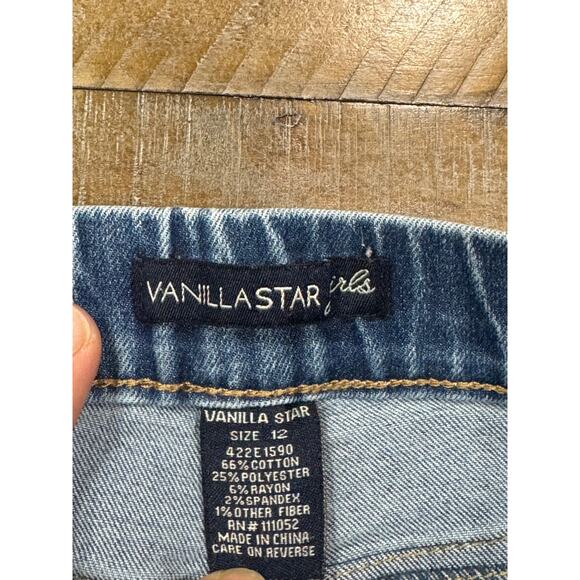 VANILLA STAR girls
VANILLA STAR
SIZE 12
422E1590
66% COTTON
25% POLYESTER
6% RAYON
2% SPANDEX
1% OTHER FIBER
RN# 111052
MADE IN CHINA
CARE ON REVERSE